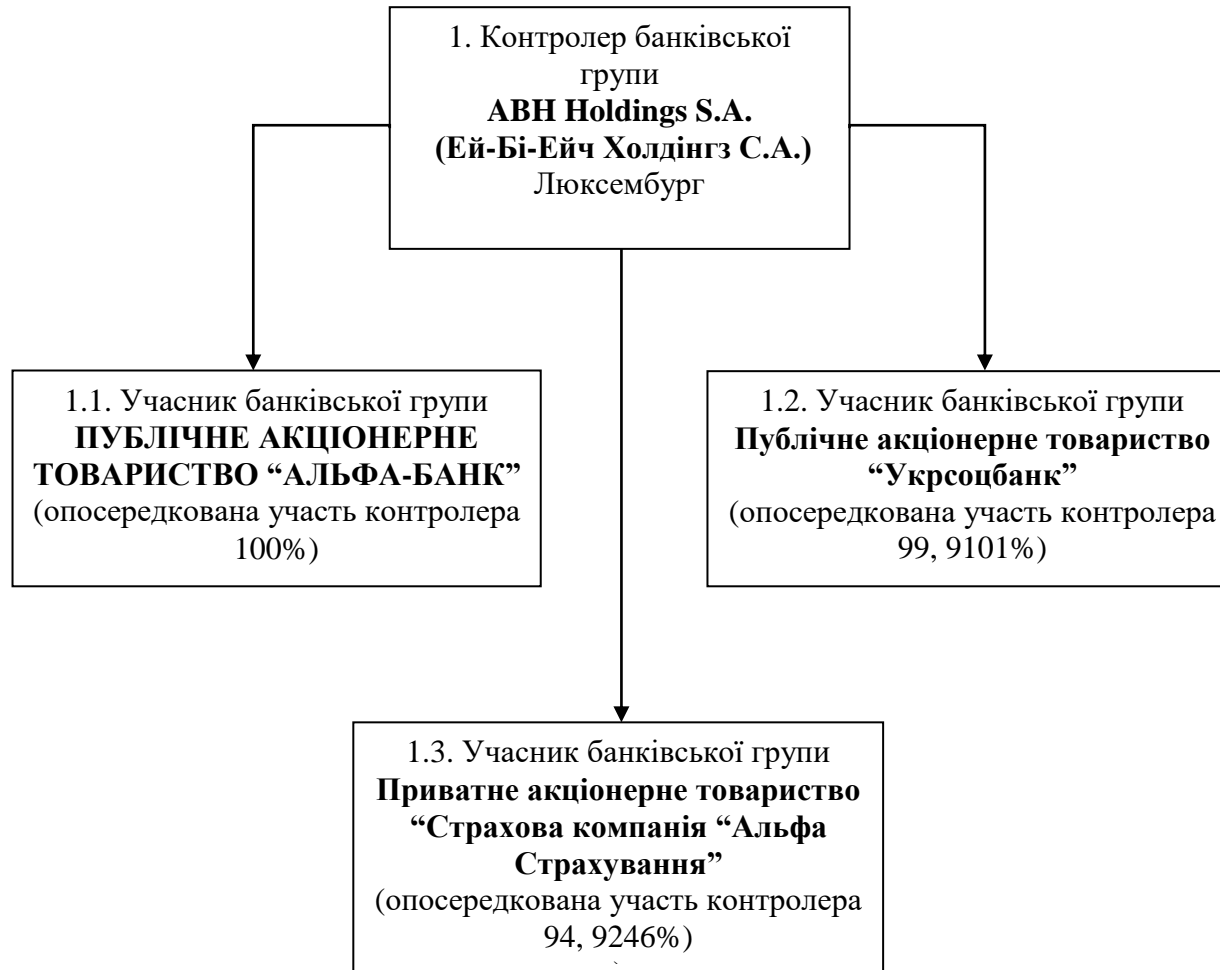 1. Контролер банківської
групи
ABH Holdings S.A.
(Ей-Бі-Ейч Холдінгз С.А.)
Люксембург
1.1. Учасник банківської групи
ПУБЛІЧНЕ АКЦІОНЕРНЕ
ТОВАРИСТВО “АЛЬФА-БАНК”
(опосередкована участь контролера
100%)
1.2. Учасник банківської групи
Публічне акціонерне товариство
“Укрсоцбанк”
(опосередкована участь контролера
99, 9101%)
1.3. Учасник банківської групи
Приватне акціонерне товариство
“Страхова компанія “Альфа
Страхування”
(опосередкована участь контролера
94, 9246%)